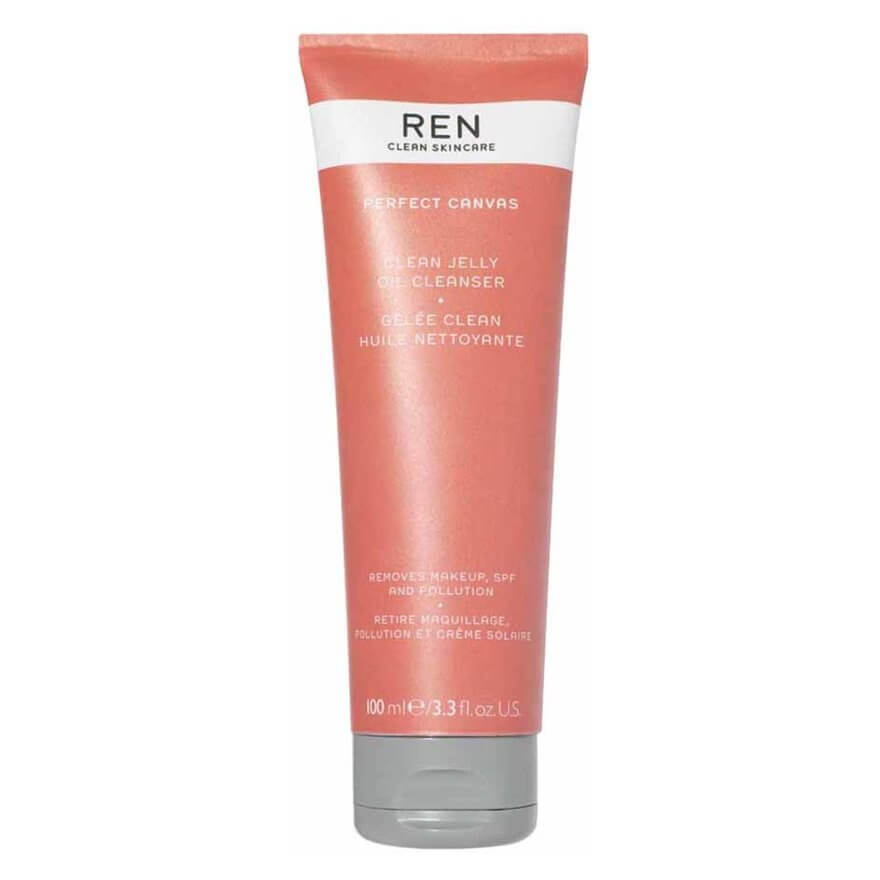 REN
CLEAN SKINCARE
PERFECT CANVAS
CLEAN JELLY
OIL CLEANSER
•
GELÉE CLEAN
HUILE NETTOYANTE
REMOVES MAKEUP, SPF
AND POLLUTION
•
RETIRE MAQUILLAGE,
POLLUTION ET CRÈME SOLAIRE
100 ml℮/3.3 fl. oz. U.S.